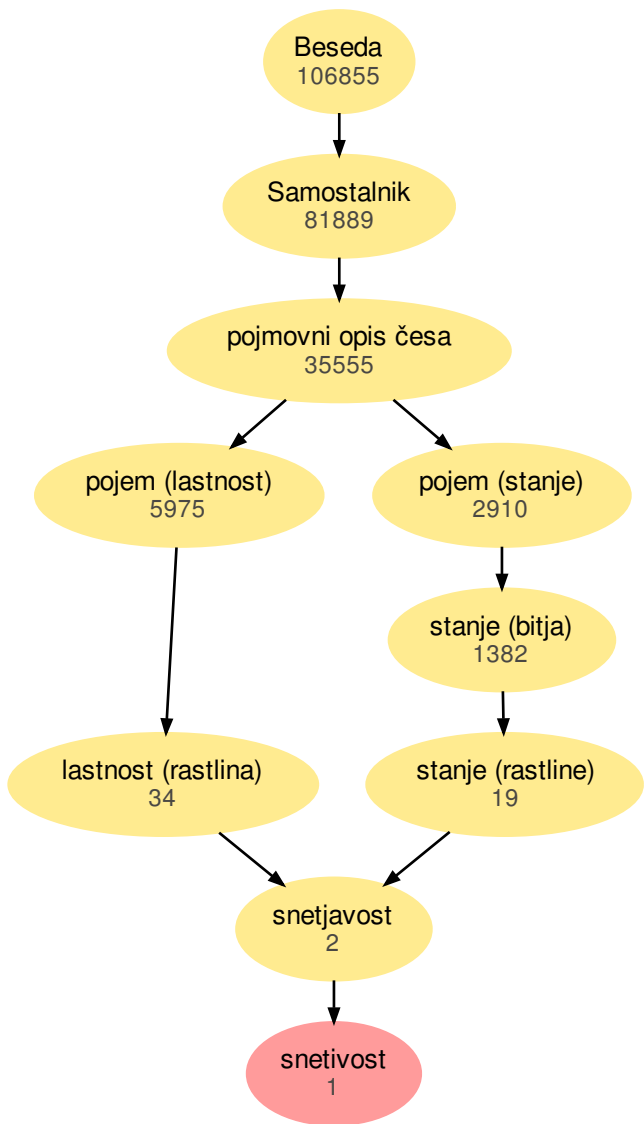 Beseda
106855
Samostalnik
81889
pojmovni opis česa
35555
pojem (lastnost)
5975
pojem (stanje)
2910
stanje (bitja)
1382
lastnost (rastlina)
34
stanje (rastline)
19
snetjavost
2
snetivost
1